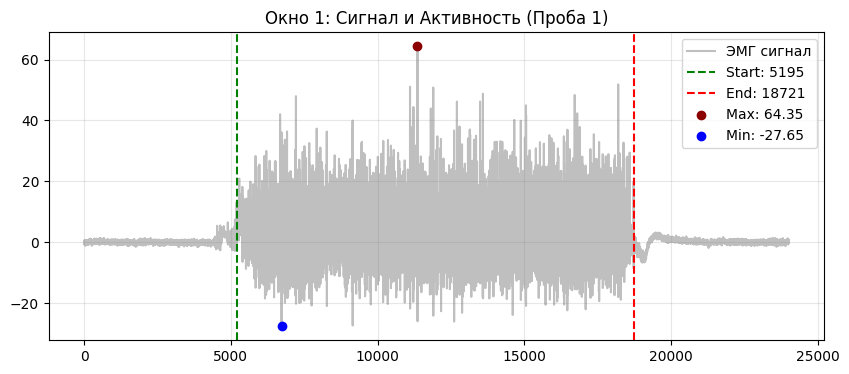 Окно 1: Сигнал и Активность (Проба 1)
ЭМГ сигнал
Start: 5195
End: 18721
Max: 64.35
Min: -27.65
60
40
20
0
−20
0 5000 10000 15000 20000 25000